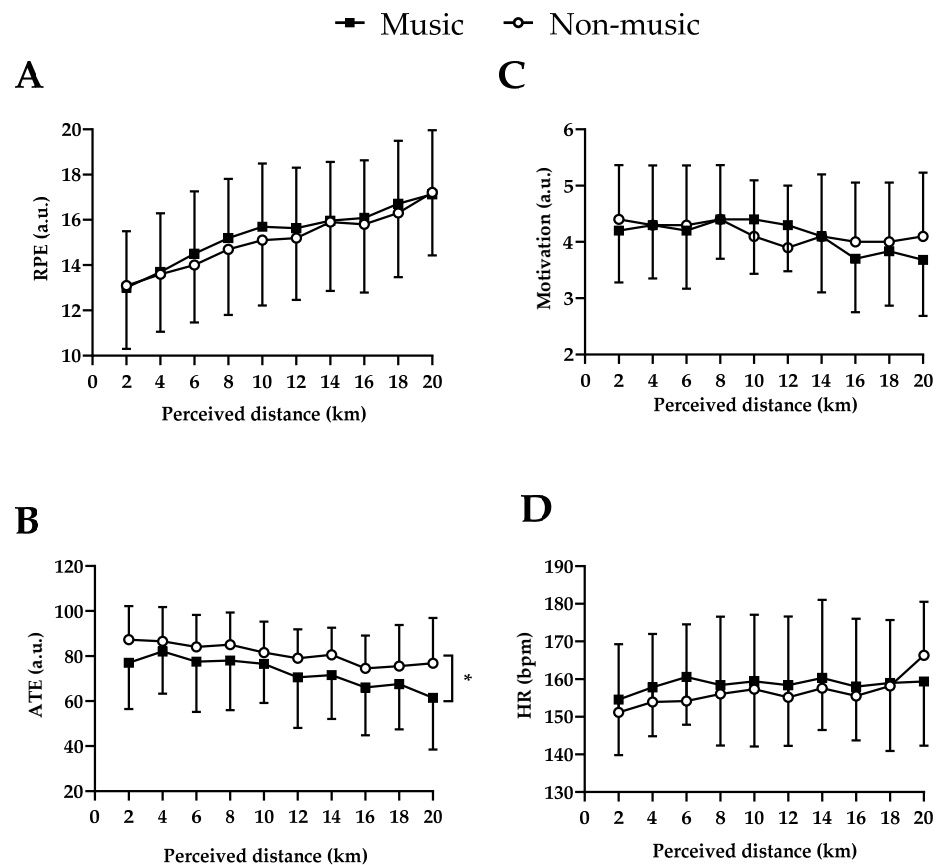 Music Non-music
A
C
20
18
16
14
12
10
RPE (a.u.)
0 2 4 6 8 10 12 14 16 18 20
Perceived distance (km)
6
5
4
3
2
Motivation (a.u.)
0 2 4 6 8 10 12 14 16 18 20
Perceived distance (km)
B
D
120
100
80
60
40
20
ATE (a.u.)
*
0 2 4 6 8 10 12 14 16 18 20
Perceived distance (km)
190
180
170
160
150
140
130
HR (bpm)
0 2 4 6 8 10 12 14 16 18 20
Perceived distance (km)